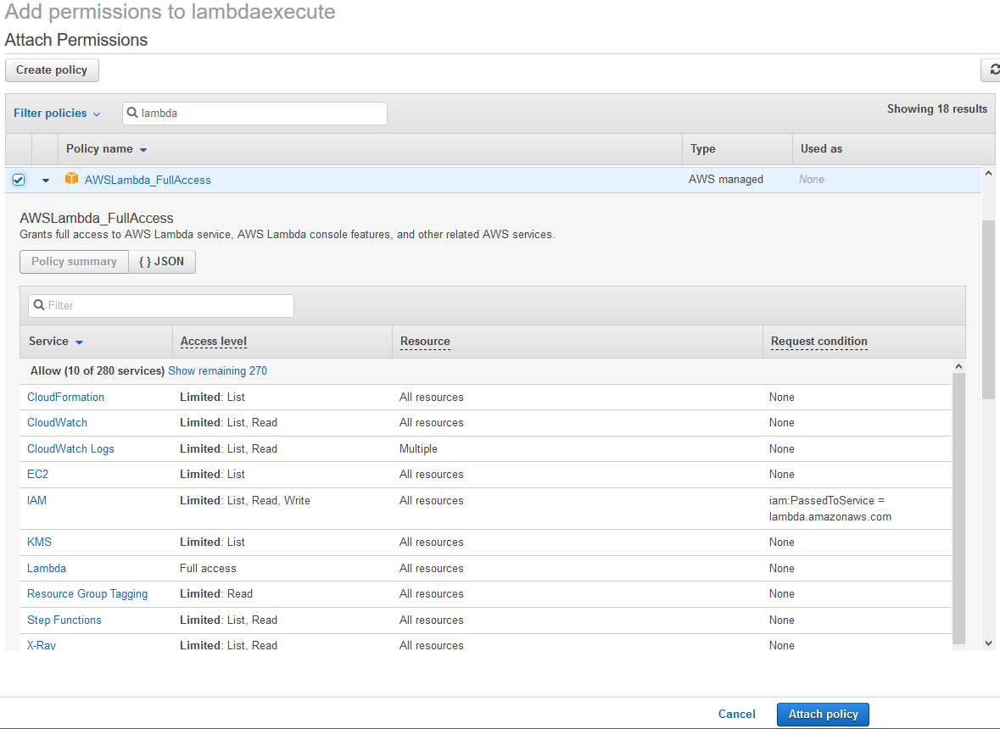 Add permissions to lambdaexecute
Attach Permissions
Create policy
Filter policies
lambda
Showing 18 results
Policy name Type Used as
AWSLambda_FullAccess AWS managed None
AWSLambda_FullAccess
Grants full access to AWS Lambda service, AWS Lambda console features, and other related AWS services.
Policy summary { } JSON
Filter
Service Access level Resource Request condition
Allow (10 of 280 services) Show remaining 270
CloudFormation Limited: List All resources None
CloudWatch Limited: List, Read All resources None
CloudWatch Logs Limited: List, Read Multiple None
EC2 Limited: List All resources None
IAM Limited: List, Read, Write All resources iam:PassedToService =
lambda.amazonaws.com
KMS Limited: List All resources None
Lambda Full access All resources None
Resource Group Tagging Limited: Read All resources None
Step Functions Limited: List, Read All resources None
X-Ray Limited: List, Read All resources None
Cancel Attach policy